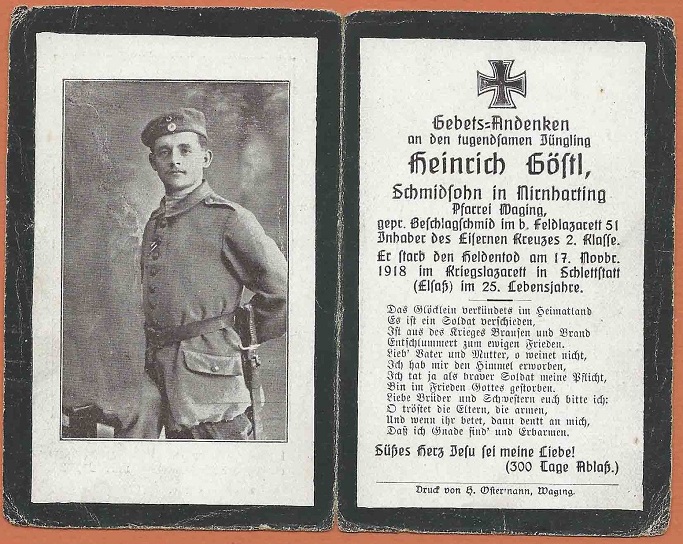 Gebets=Andenken
an den tugendsamen Jüngling
Heinrich Göstl,
Schmidsohn in Nirnharting
Pfarrei Waging,
gepr. Beschlagschmid im b. Feldlazarett 51
Inhaber des Eisernen Kreuzes 2. Klasse.
Er starb den Heldentod am 17. Novbr.
1918 im Kriegslazarett in Schlettstatt
(Elsaß) im 25. Lebensjahre.
Das Glöcklein verkündets im Heimatland
Es ist ein Soldat verschieden,
Ist aus des Krieges Brausen und Brand
Entschlummert zum ewigen Frieden.
Lieb' Vater und Mutter, o weinet nicht,
Ich hab mir den Himmel erworben,
Ich tat ja als braver Soldat meine Pflicht,
Bin im Frieden Gottes gestorben.
Liebe Brüder und Schwestern euch bitte ich:
O tröstet die Eltern, die armen,
Und wenn ihr betet, dann denkt an mich,
Daß ich Gnade find' und Erbarmen.
Süßes Herz Jesu sei meine Liebe!
(300 Tage Ablaß.)
Druck von H. Ostermann, Waging.